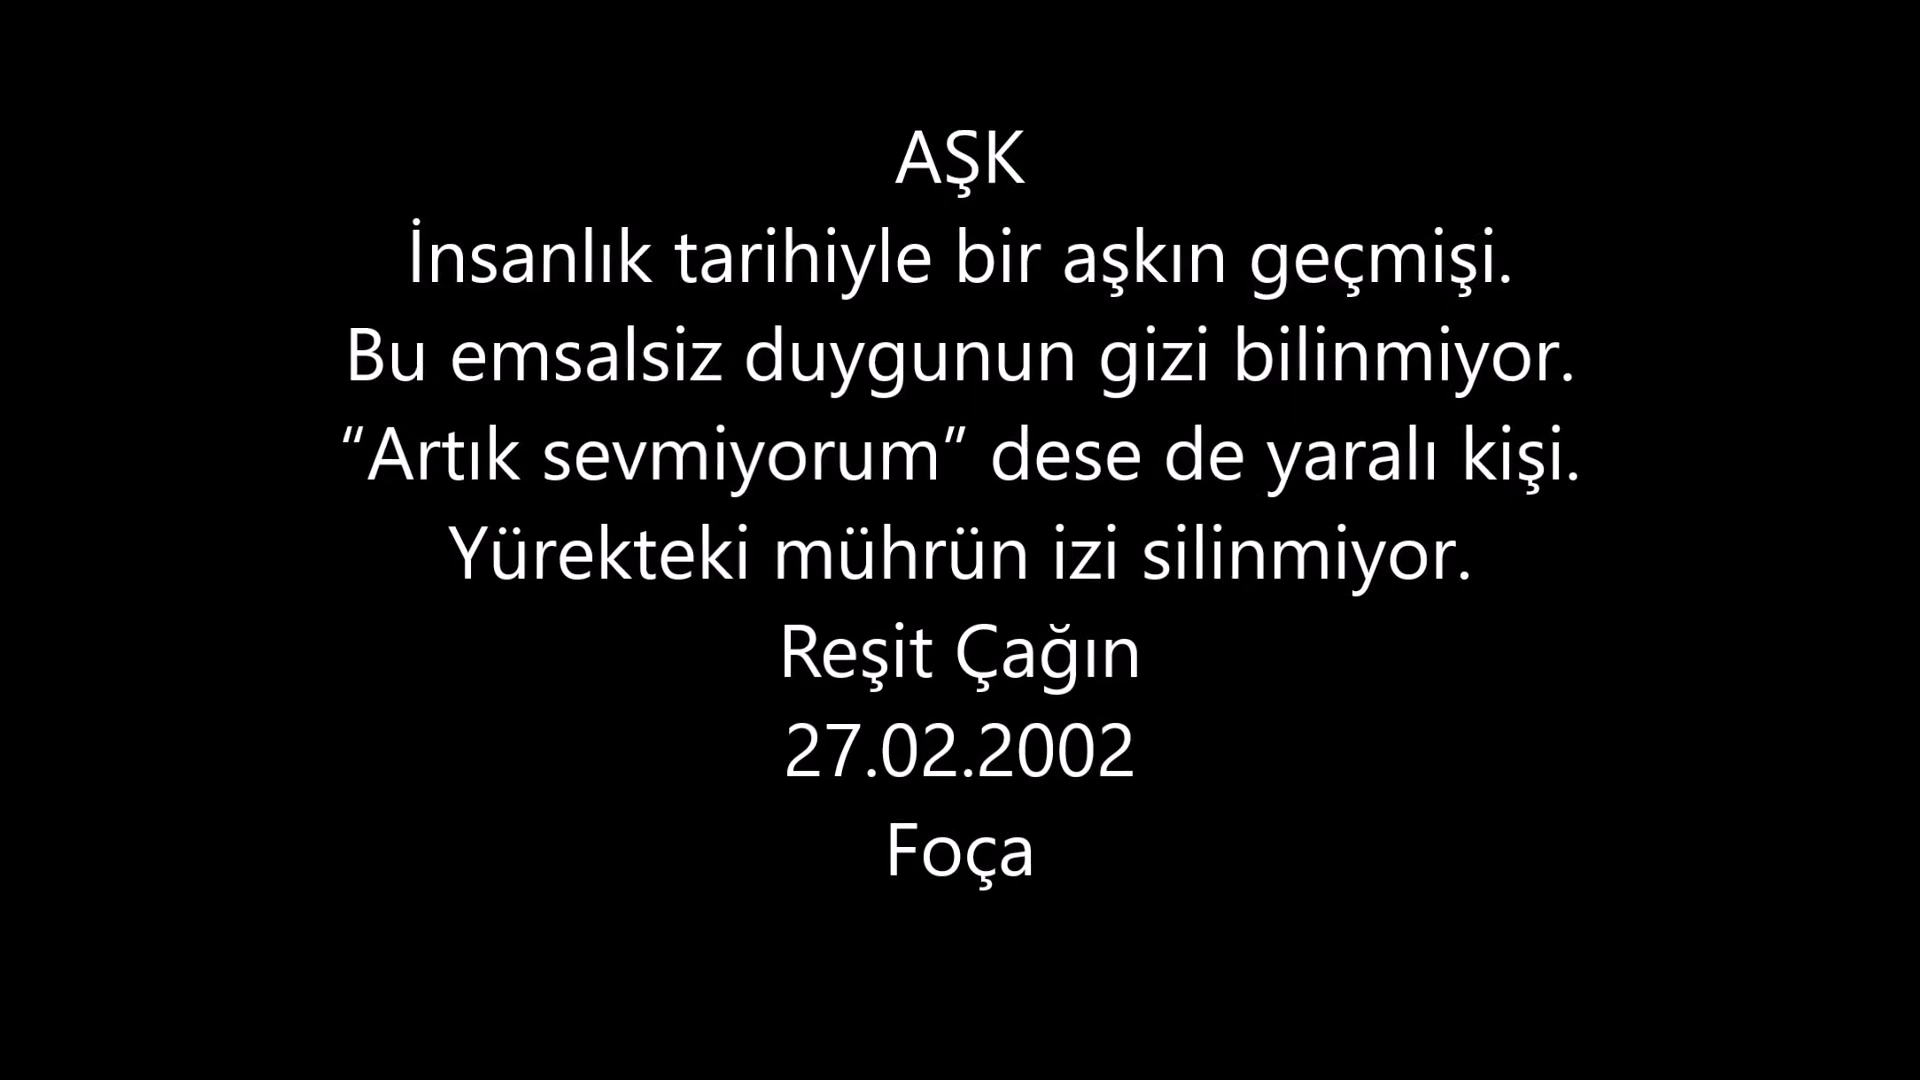 AŞK
İnsanlık tarihiyle bir aşkın geçmişi.
Bu emsalsiz duygunun gizi bilinmiyor.
“Artık sevmiyorum” dese de yaralı kişi.
Yürekteki mührün izi silinmiyor.
Reşit Çağın
27.02.2002
Foça